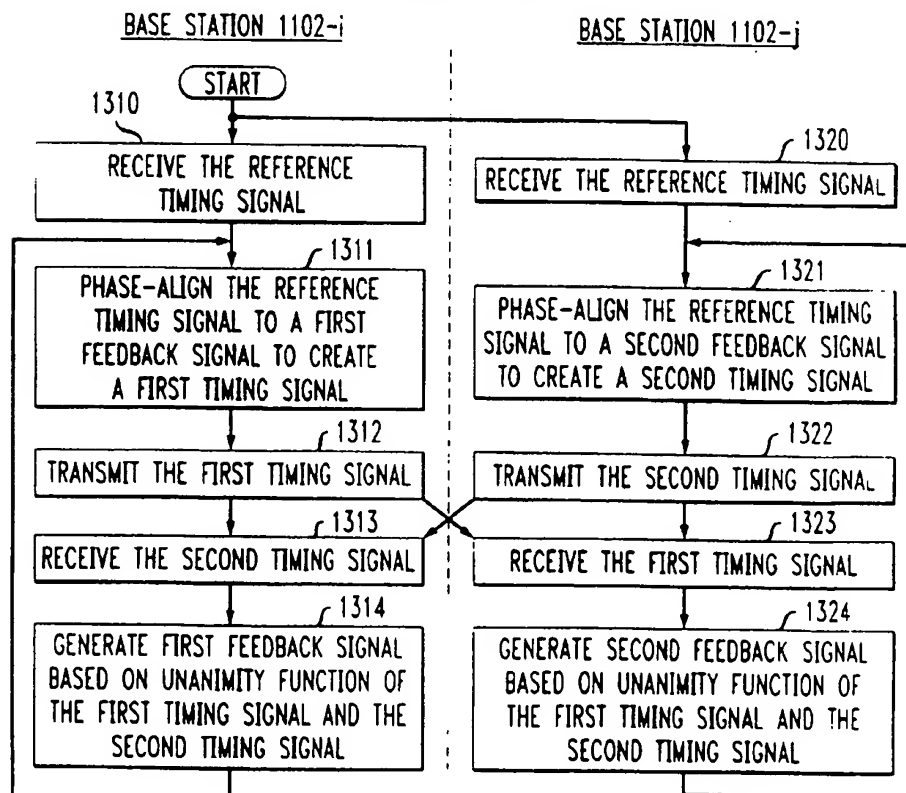 BASE STATION 1102-i
BASE STATION 1102-j
START
1310
RECEIVE THE REFERENCE
TIMING SIGNAL
1320
RECEIVE THE REFERENCE TIMING SIGNAL
1311
PHASE-ALIGN THE REFERENCE
TIMING SIGNAL TO A FIRST
FEEDBACK SIGNAL TO CREATE
A FIRST TIMING SIGNAL
1321
PHASE-ALIGN THE REFERENCE TIMING
SIGNAL TO A SECOND FEEDBACK SIGNAL
TO CREATE A SECOND TIMING SIGNAL
1312
TRANSMIT THE FIRST TIMING SIGNAL
1322
TRANSMIT THE SECOND TIMING SIGNAL
1313
RECEIVE THE SECOND TIMING SIGNAL
1323
RECEIVE THE FIRST TIMING SIGNAL
1314
GENERATE FIRST FEEDBACK SIGNAL
BASED ON UNANIMITY FUNCTION OF
THE FIRST TIMING SIGNAL AND THE
SECOND TIMING SIGNAL
1324
GENERATE SECOND FEEDBACK SIGNAL
BASED ON UNANIMITY FUNCTION OF
THE FIRST TIMING SIGNAL AND THE
SECOND TIMING SIGNAL